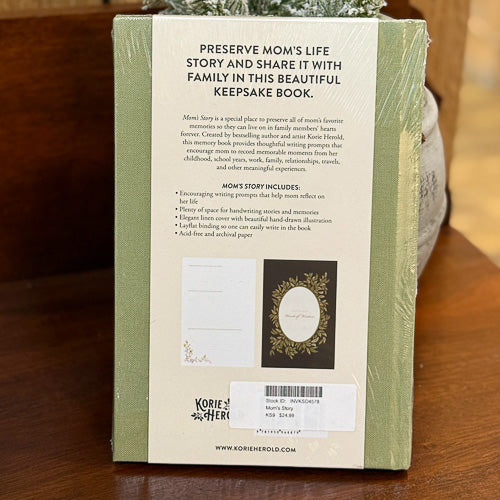 PRESERVE MOM'S LIFE
STORY AND SHARE IT WITH
FAMILY IN THIS BEAUTIFUL
KEEPSAKE BOOK.
Mom's Story is a special place to preserve all of mom's favorite
memories so they can live on in family members' hearts
forever. Created by bestselling author and artist Korie Herold,
this memory book provides thoughtful writing prompts that
encourage mom to record memorable moments from her
childhood, school years, work, family, relationships, travels,
and other meaningful experiences.
MOM'S STORY INCLUDES:
• Encouraging writing prompts that help mom reflect on
her life
• Plenty of space for handwriting stories and memories
• Elegant linen cover with beautiful hand-drawn illustration
• Layflat binding so one can easily write in the book
• Acid-free and archival paper
KORIE
HEROLD
Stock ID: INVKSO4578
Mom's Story
KS9 $24.99
WWW.KORIEHEROLD.COM